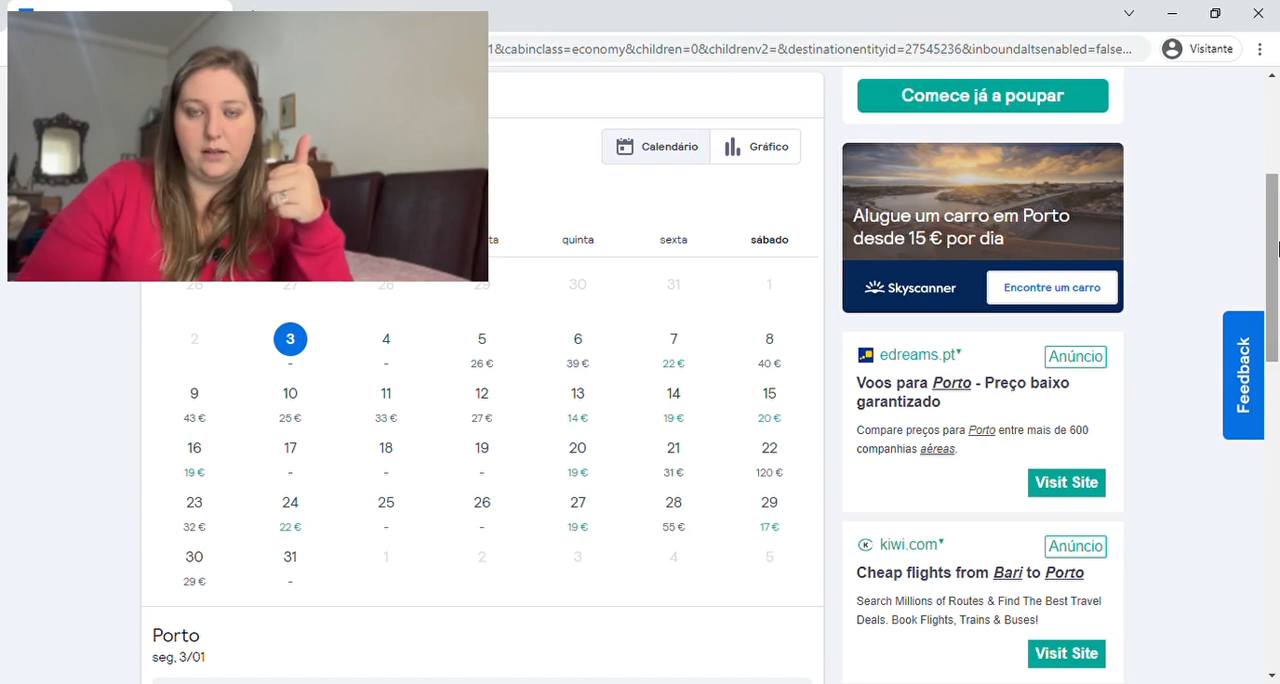 1&cabinclass=economy&children=0&childrenv2=&destinationentityid=27545236&inboundaltsenabled=false...
Visitante
Calendário
Gráfico
ta
quinta
sexta
sábado
26
27
28
29
30
31
1
2
3
4
5
6
7
8
-
-
26 €
39 €
22 €
40 €
9
10
11
12
13
14
15
43 €
25 €
33 €
27 €
14 €
19 €
20 €
16
17
18
19
20
21
22
19 €
-
-
-
19 €
31 €
120 €
23
24
25
26
27
28
29
32 €
22 €
-
-
19 €
55 €
17 €
30
31
1
2
3
4
5
29 €
-
Porto
seg, 3/01
Comece já a poupar
Alugue um carro em Porto
desde 15 € por dia
Skyscanner
Encontre um carro
edreams.pt
Anúncio
Voos para Porto - Preço baixo
garantizado
Compare preços para Porto entre mais de 600
companhias aéreas.
Visit Site
kiwi.com
Anúncio
Cheap flights from Bari to Porto
Search Millions of Routes & Find The Best Travel
Deals. Book Flights, Trains & Buses!
Visit Site
Feedback